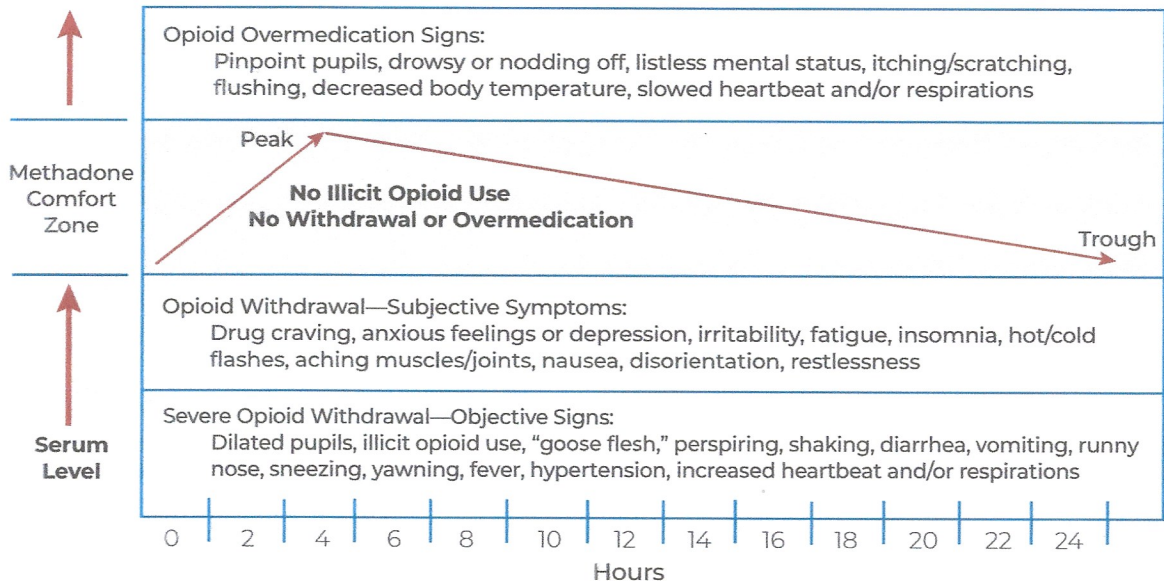 Opioid Overmedication Signs:
Pinpoint pupils, drowsy or nodding off, listless mental status, itching/scratching,
flushing, decreased body temperature, slowed heartbeat and/or respirations
Methadone
Comfort
Zone
Peak
No Illicit Opioid Use
No Withdrawal or Overmedication
Trough
Opioid Withdrawal—Subjective Symptoms:
Drug craving, anxious feelings or depression, irritability, fatigue, insomnia, hot/cold
flashes, aching muscles/joints, nausea, disorientation, restlessness
Serum
Level
Severe Opioid Withdrawal—Objective Signs:
Dilated pupils, illicit opioid use, “goose flesh,” perspiring, shaking, diarrhea, vomiting, runny
nose, sneezing, yawning, fever, hypertension, increased heartbeat and/or respirations
0 2 4 6 8 10 12 14 16 18 20 22 24
Hours